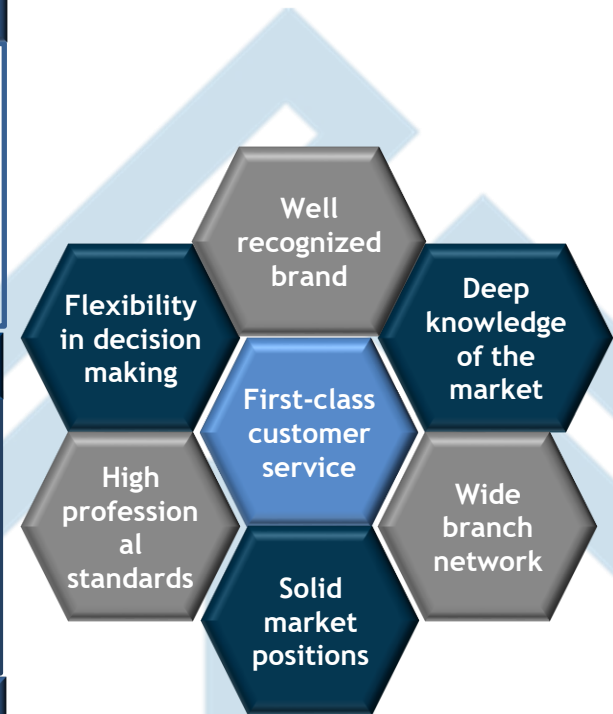 Well
recognized
brand
Flexibility
in decision
making
Deep
knowledge
of the
market
First-class
customer
service
High
profession
al
standards
Wide
branch
network
Solid
market
positions